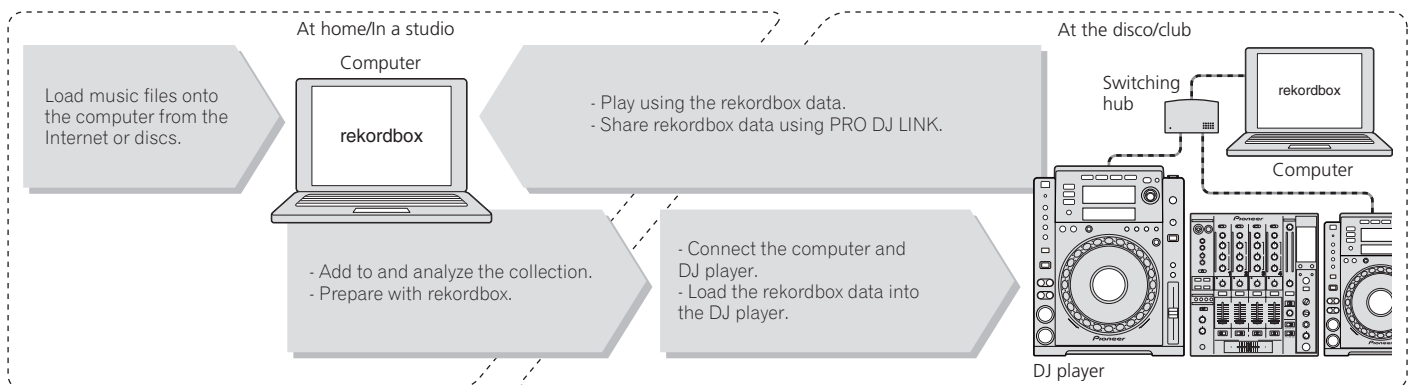 At home/In a studio
Computer
Load music files onto
the computer from the
Internet or discs.
rekordbox
- Play using the rekordbox data.
- Share rekordbox data using PRO DJ LINK.
- Add to and analyze the collection.
- Prepare with rekordbox.
- Connect the computer and
DJ player.
- Load the rekordbox data into
the DJ player.
At the disco/club
Switching
hub
rekordbox
Computer
Pioneer
Pioneer
DJ player